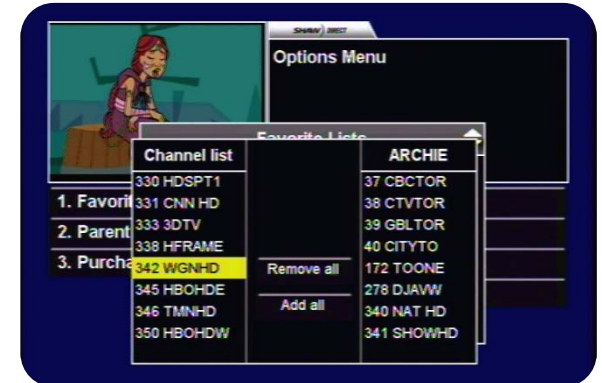 SHAW) DIRECT
Options Menu
Favorite Lists
Channel list
ARCHIE
1. Favorit
2. Parent
3. Purcha
330 HDSPT1
331 CNN HD
333 3DTV
338 HFRAME
342 WGNHD
345 HBOHDE
346 TMNHD
350 HBOHDW
Remove all
Add all
37 CBCTOR
38 CTVTOR
39 GBLTOR
40 CITYTO
172 TOONE
278 DJAVW
340 NAT HD
341 SHOWHD